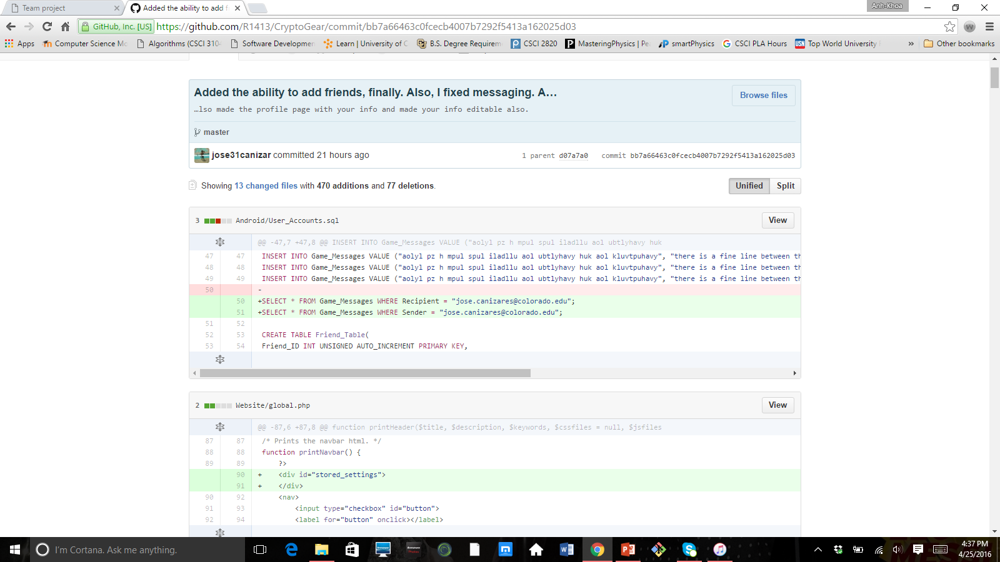 Team project
Added the ability to add f
Anh-Khoa
GitHub, Inc. [US] https://github.com/R1413/CryptoGear/commit/bb7a66463c0fcecb4007b7292f5413a162025d03
Apps Computer Science Mc Algorithms (CSCI 3104 Software Developmen Learn | University of C B.S. Degree Requirem CSCI 2820 MasteringPhysics | Pe smartPhysics CSCI PLA Hours Top World University » Other bookmarks
Added the ability to add friends, finally. Also, I fixed messaging. A…
Browse files
…lso made the profile page with your info and made your info editable also.
master
jose31canizar committed 21 hours ago
1 parent d07a7a0 commit bb7a66463c0fcecb4007b7292f5413a162025d03
Showing 13 changed files with 470 additions and 77 deletions.
Unified Split
3 Android/User_Accounts.sql View
@@ -47,7 +47,8 @@ INSERT INTO Game_Messages VALUE ("aolyl pz h mpul spul iladllu aol ubtlyhavy huk
47 47 INSERT INTO Game_Messages VALUE ("aolyl pz h mpul spul iladllu aol ubtlyhavy huk aol kluvtpuhavy", "there is a fine line between th
48 48 INSERT INTO Game_Messages VALUE ("aolyl pz h mpul spul iladllu aol ubtlyhavy huk aol kluvtpuhavy", "there is a fine line between th
49 49 INSERT INTO Game_Messages VALUE ("aolyl pz h mpul spul iladllu aol ubtlyhavy huk aol kluvtpuhavy", "there is a fine line between th
50 -
50 +SELECT * FROM Game_Messages WHERE Recipient = "jose.canizares@colorado.edu";
51 +SELECT * FROM Game_Messages WHERE Sender = "jose.canizares@colorado.edu";
51 52
52 53 CREATE TABLE Friend_Table(
53 54 Friend_ID INT UNSIGNED AUTO_INCREMENT PRIMARY KEY,
2 Website/global.php View
@@ -87,6 +87,8 @@ function printHeader($title, $description, $keywords, $cssfiles = null, $jsfiles
87 87 /* Prints the navbar html. */
88 88 function printNavbar() {
89 89 ?>
90 + <div id="stored_settings">
91 + </div>
90 92 <nav>
91 93 <input type="checkbox" id="button">
92 94 <label for="button" onclick></label>
I'm Cortana. Ask me anything.
4:37 PM
4/25/2016